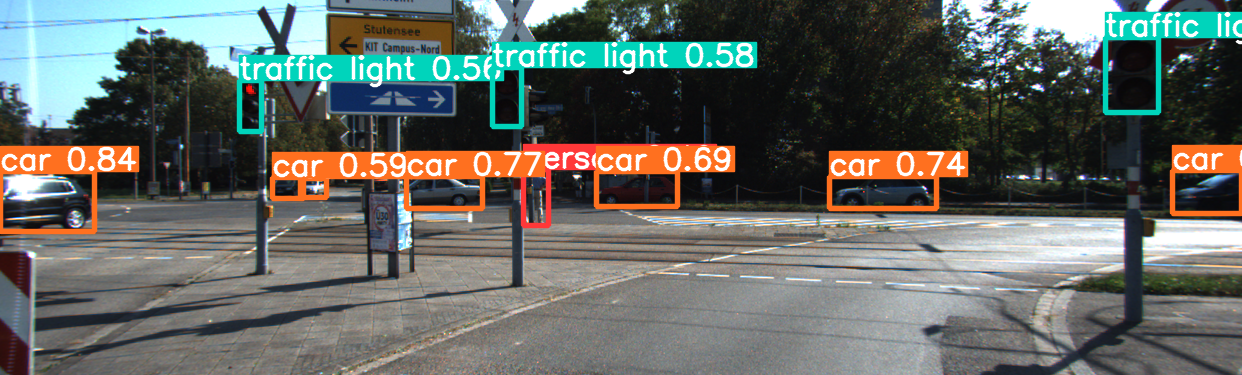 Stutensee
KIT Campus-Nord
traffic light 0.56
traffic light 0.58
traffic
car 0.84
car 0.59
car 0.77
car 0.69
car 0.74
car